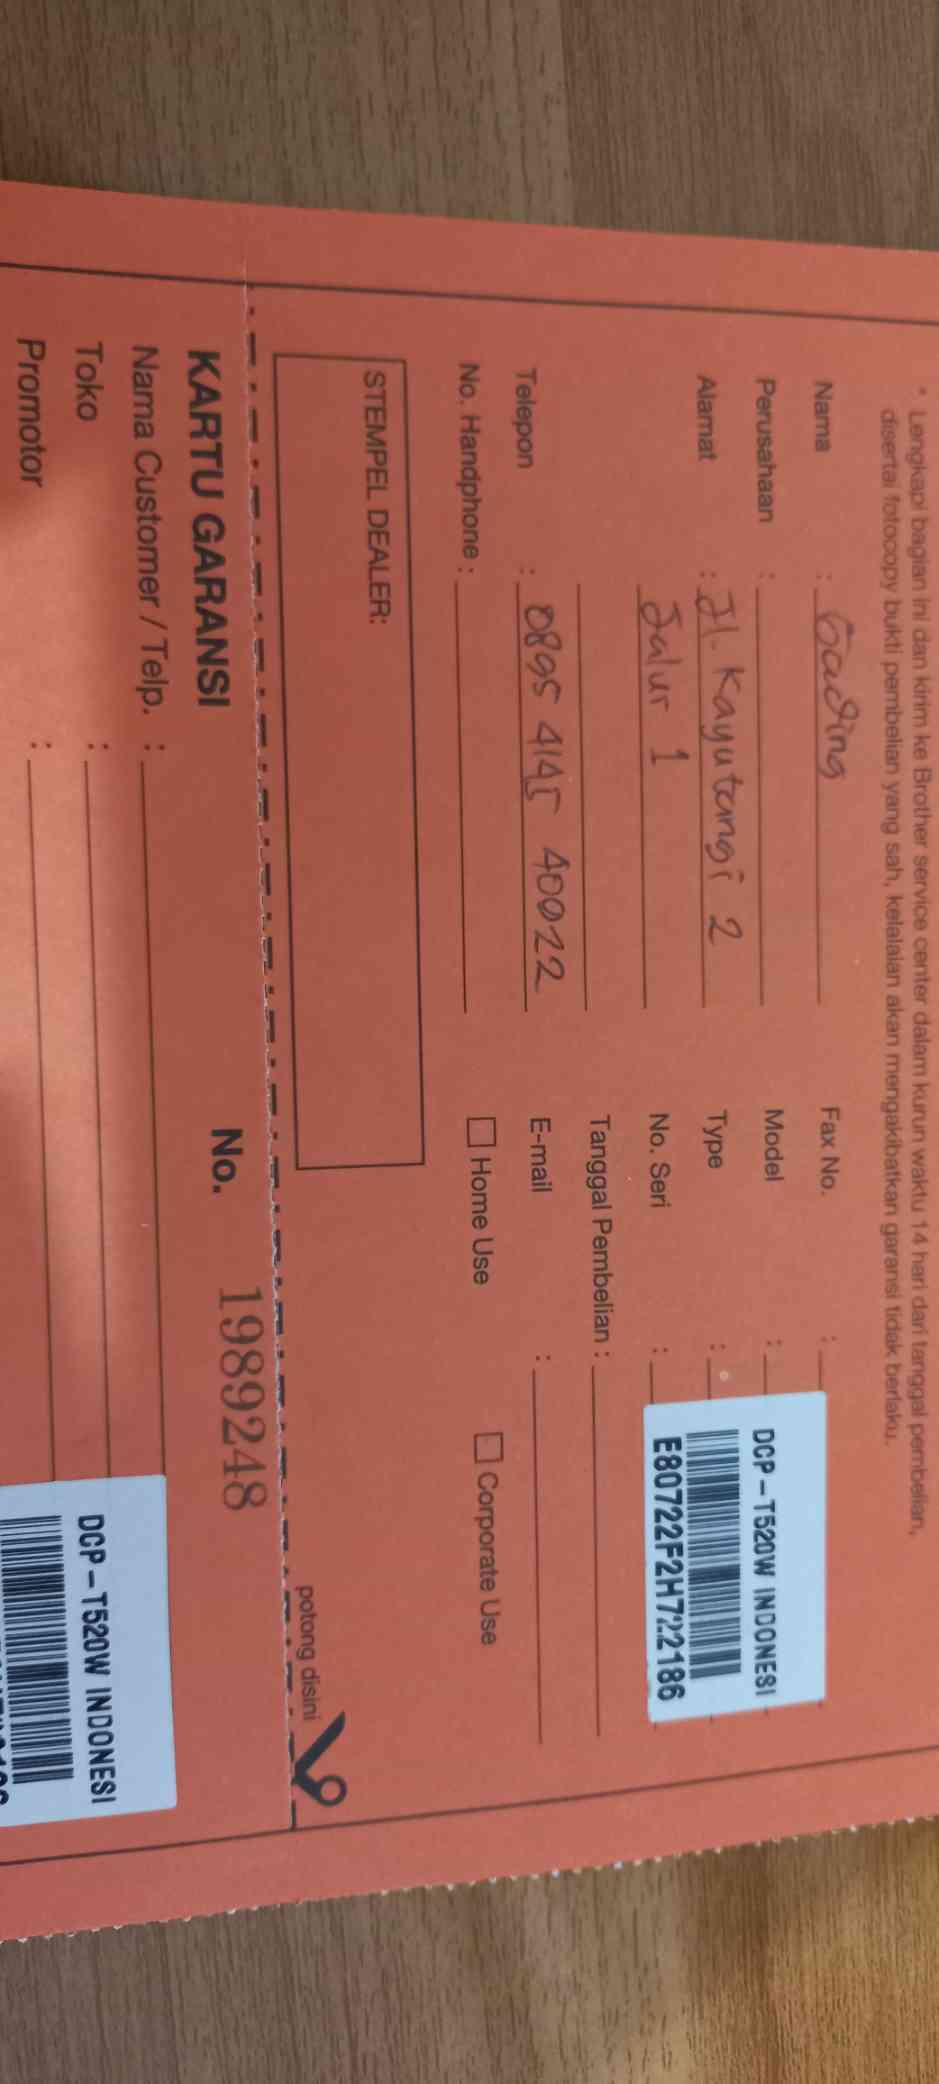 * Lengkapi bagian ini dan kirim ke Brother service center dalam kurun waktu 14 hari dari tanggal pembelian,
disertai fotocopy bukti pembelian yang sah, kelalaian akan mengakibatkan garansi tidak berlaku.
Nama : Gading
Perusahaan :
Alamat : Jl. Kayutangi 2
Jalur 1
Telepon : 0895 4145 40022
No. Handphone :
Fax No. :
Model :
Type :
No. Seri :
DCP-T520W INDONESI
E80722F2H722186
Tanggal Pembelian :
E-mail :
Home Use
Corporate Use
STEMPEL DEALER:
potong disini
KARTU GARANSI
No. 1989248
Nama Customer / Telp. :
Toko :
Promotor :
DCP-T520W INDONESI